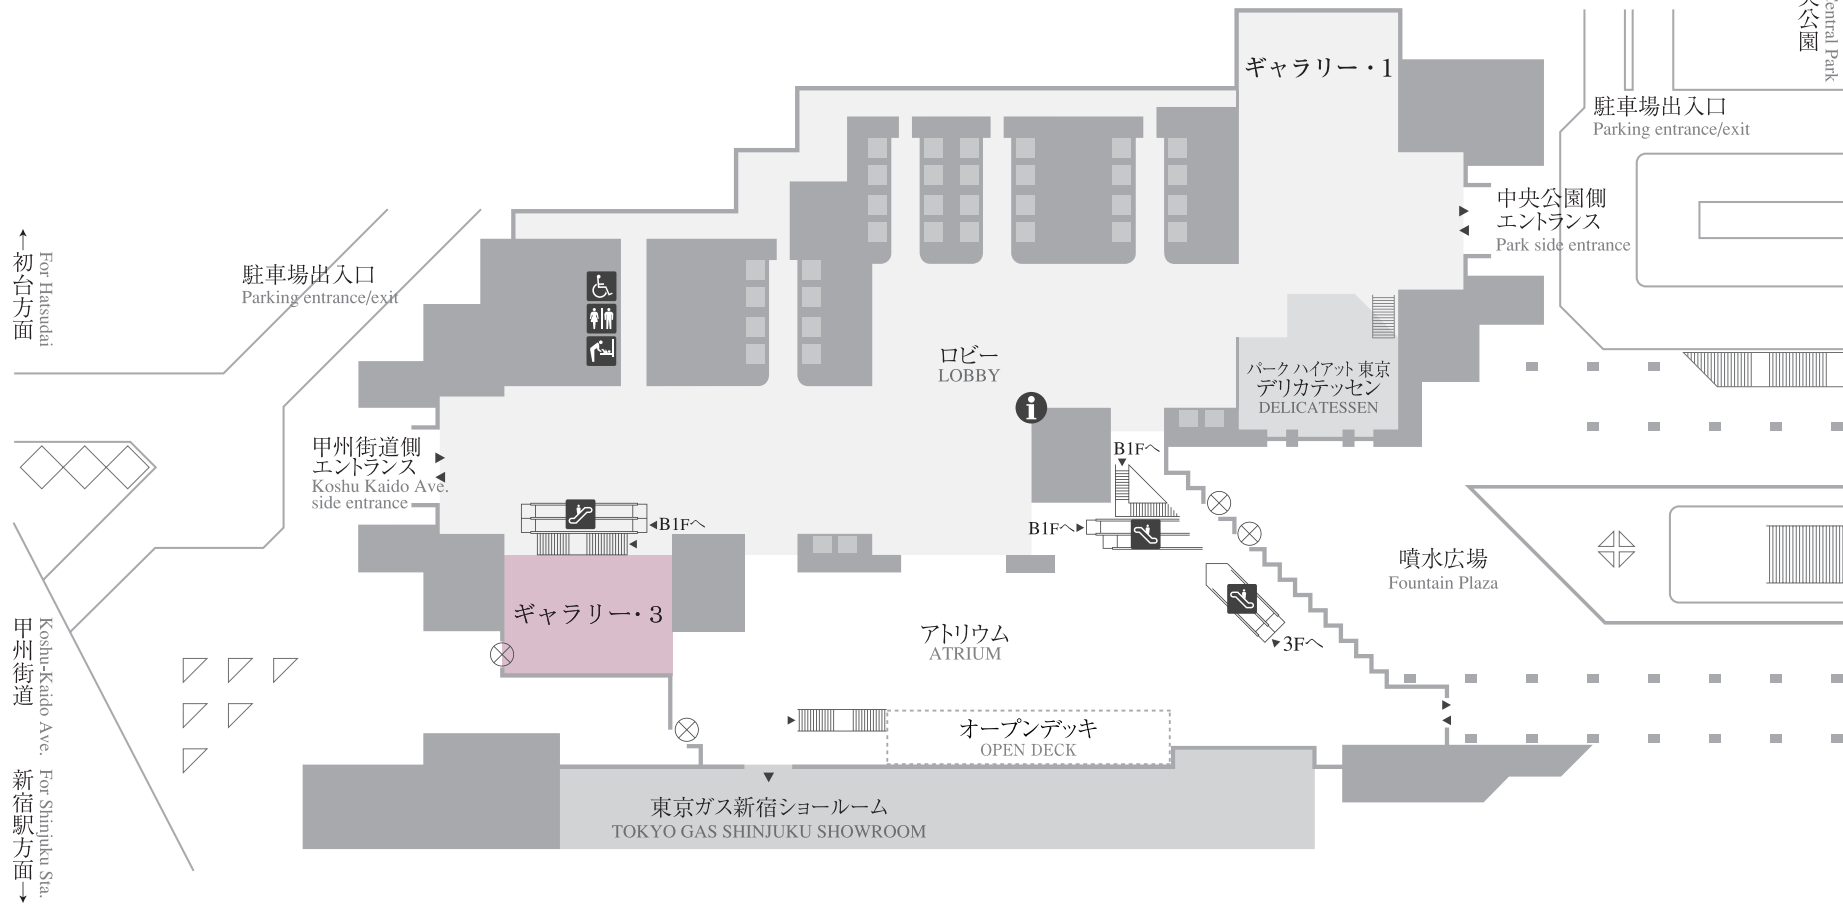 ギャラリー・1
央公園
entral Park
駐車場出入口
Parking entrance/exit
中央公園側
エントランス
Park side entrance
←初台方面
For Hatsudai
駐車場出入口
Parking entrance/exit
ロビー
LOBBY
パーク ハイアット 東京
デリカテッセン
DELICATESSEN
甲州街道側
エントランス
Koshu Kaido Ave.
side entrance
B1Fへ
B1Fへ
B1Fへ
噴水広場
Fountain Plaza
ギャラリー・3
アトリウム
ATRIUM
3Fへ
甲州街道
Koshu-Kaido Ave.
新宿駅方面→
For Shinjuku Sta.
オープンデッキ
OPEN DECK
東京ガス新宿ショールーム
TOKYO GAS SHINJUKU SHOWROOM